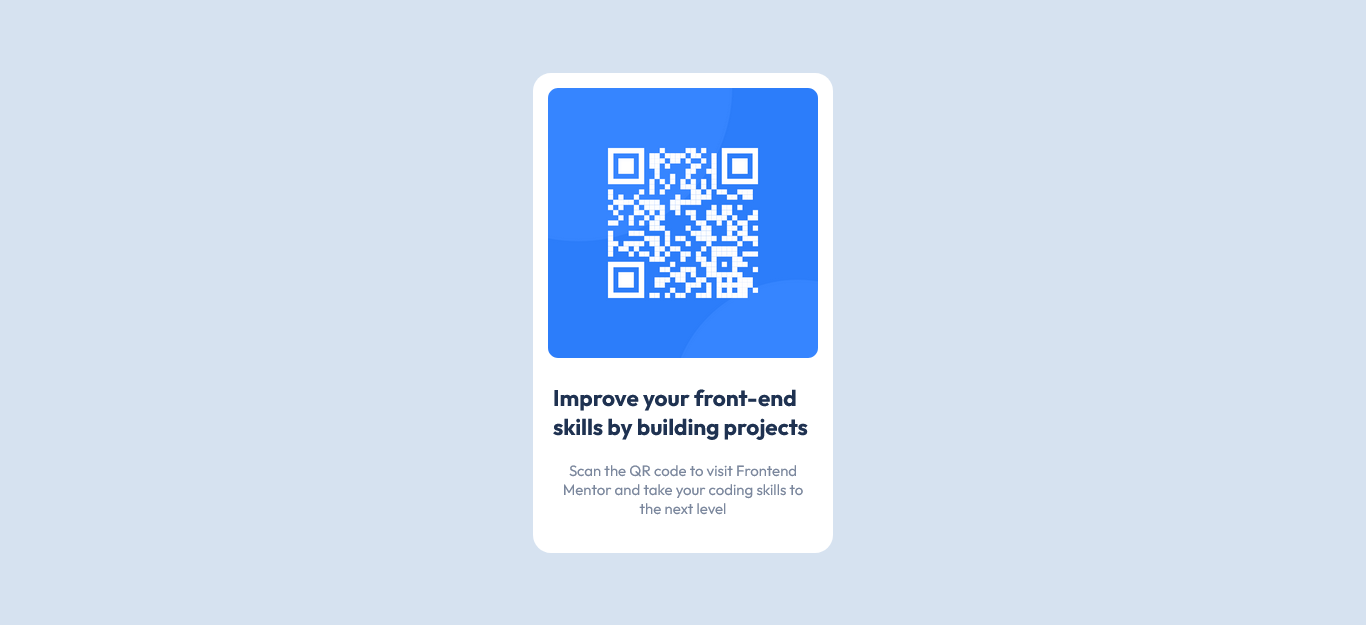 Improve your front-end
skills by building projects
Scan the QR code to visit Frontend
Mentor and take your coding skills to
the next level